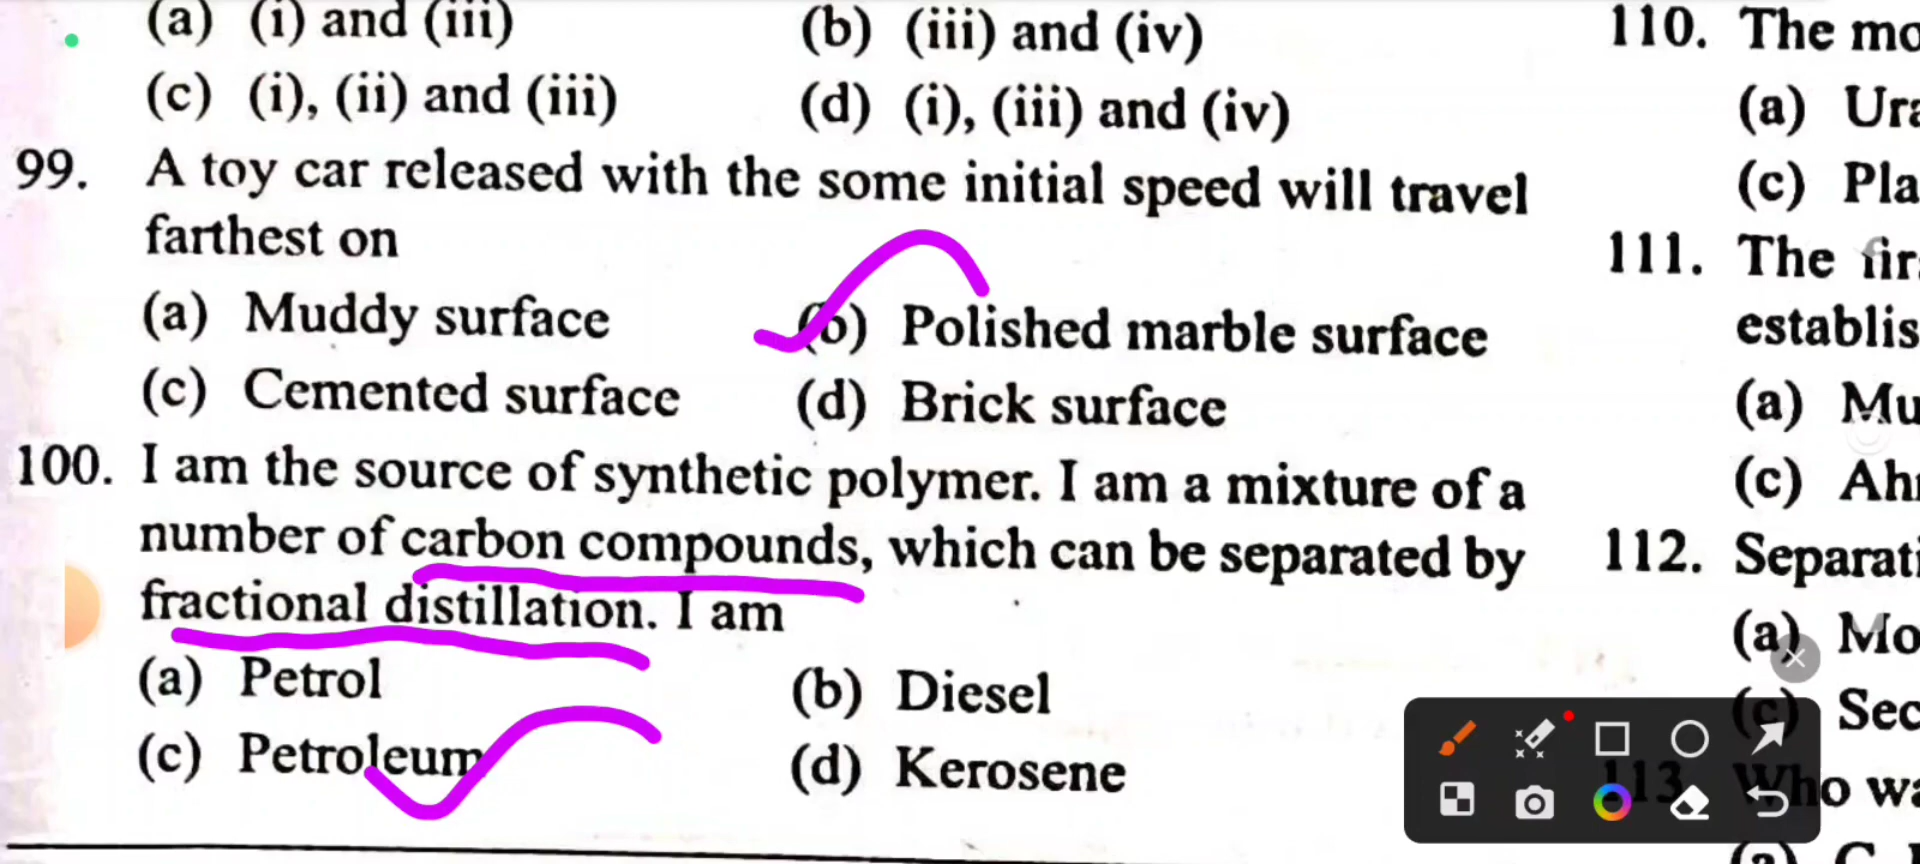 (a) (i) and (iii) (b) (iii) and (iv)
(c) (i), (ii) and (iii) (d) (i), (iii) and (iv)
99. A toy car released with the some initial speed will travel
farthest on
(a) Muddy surface (b) Polished marble surface
(c) Cemented surface (d) Brick surface
100. I am the source of synthetic polymer. I am a mixture of a
number of carbon compounds, which can be separated by
fractional distillation. I am
(a) Petrol (b) Diesel
(c) Petroleum (d) Kerosene
110. The mo
(a) Ura
(c) Pla
111. The fir
establis
(a) Mu
(c) Ah
112. Separati
(a) Mo
(c) Sec
113. Who wa
(a) C.